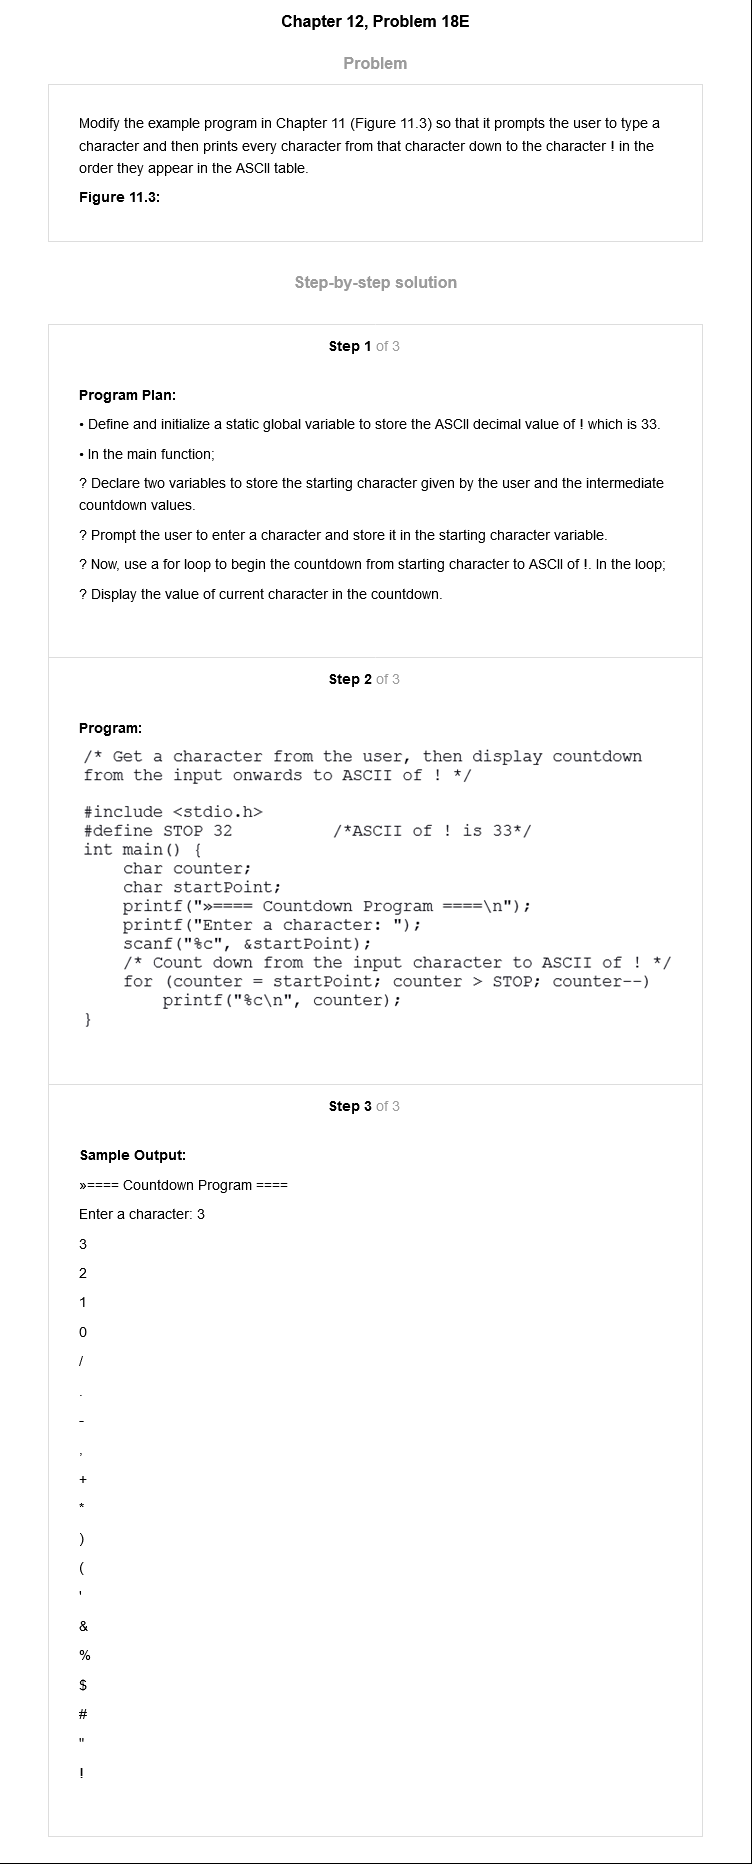 Chapter 12, Problem 18E
Problem
Modify the example program in Chapter 11 (Figure 11.3) so that it prompts the user to type a
character and then prints every character from that character down to the character ! in the
order they appear in the ASCII table.
Figure 11.3:
Step-by-step solution
Step 1 of 3
Program Plan:
• Define and initialize a static global variable to store the ASCII decimal value of ! which is 33.
• In the main function;
? Declare two variables to store the starting character given by the user and the intermediate
countdown values.
? Prompt the user to enter a character and store it in the starting character variable.
? Now, use a for loop to begin the countdown from starting character to ASCII of !. In the loop;
? Display the value of current character in the countdown.
Step 2 of 3
Program:
/* Get a character from the user, then display countdown
from the input onwards to ASCII of ! */
#include <stdio.h>
#define STOP 32          /*ASCII of ! is 33*/
int main() {
    char counter;
    char startPoint;
    printf("»==== Countdown Program ====\n");
    printf("Enter a character: ");
    scanf("%c", &startPoint);
    /* Count down from the input character to ASCII of ! */
    for (counter = startPoint; counter > STOP; counter--)
        printf("%c\n", counter);
}
Step 3 of 3
Sample Output:
»==== Countdown Program ====
Enter a character: 3
3
2
1
0
/
.
-
,
+
*
)
(
'
&
%
$
#
"
!